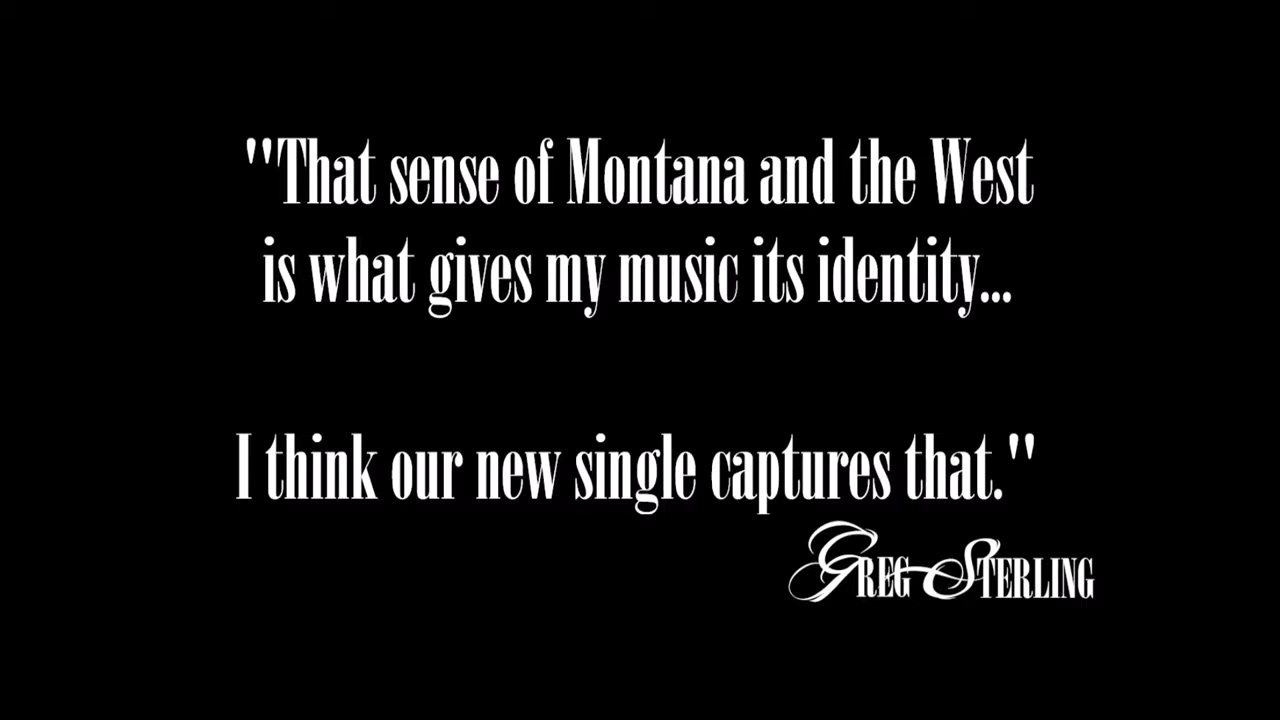 "That sense of Montana and the West
is what gives my music its identity...
I think our new single captures that."
Greg Sterling